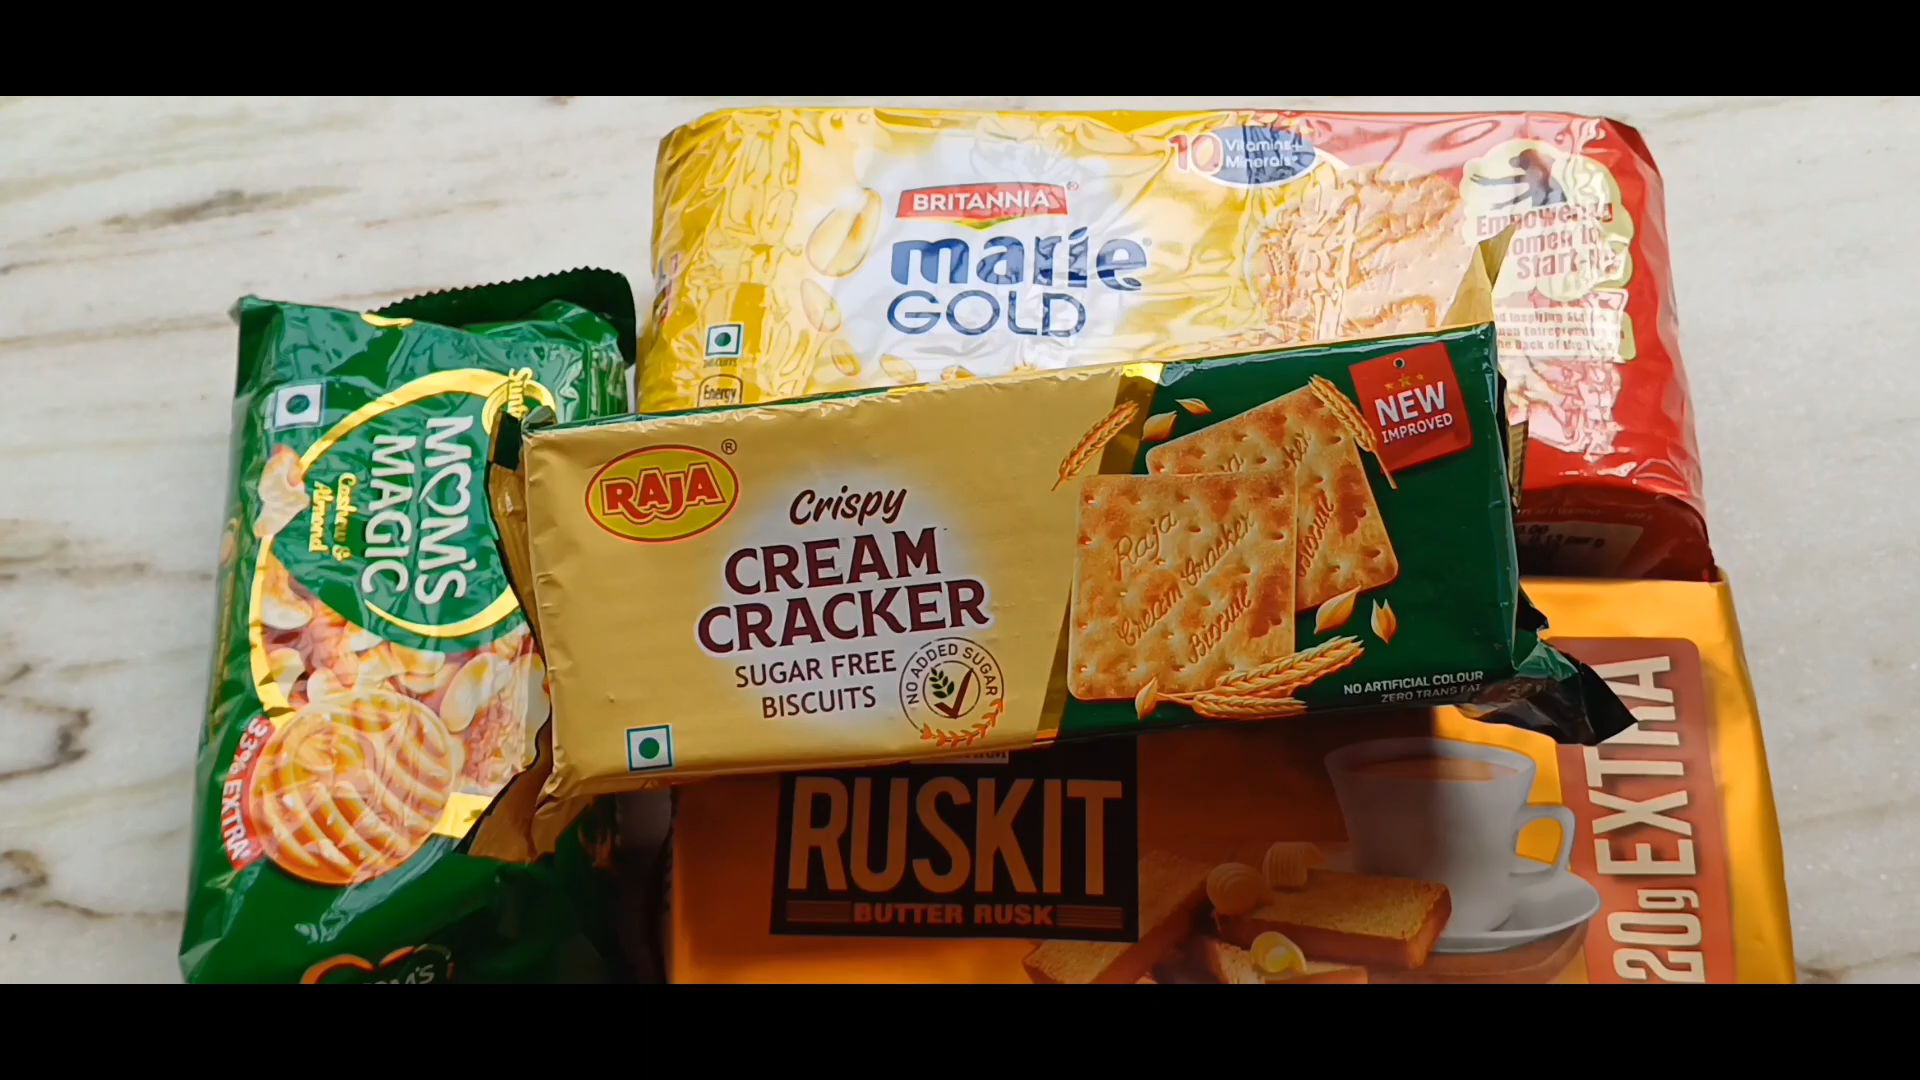 BRITANNIA
marie
GOLD
10 Vitamins+
Minerals*
Start-Up
Energy
MOM'S
MAGIC
Cashew &
Almond
33% EXTRA
RAJA®
Crispy
CREAM
CRACKER
SUGAR FREE
BISCUITS
NO ADDED SUGAR
Raja
Cream Cracker
Biscuit
NEW
IMPROVED
NO ARTIFICIAL COLOUR
ZERO TRANS FAT
RUSKIT
BUTTER RUSK
20g EXTRA